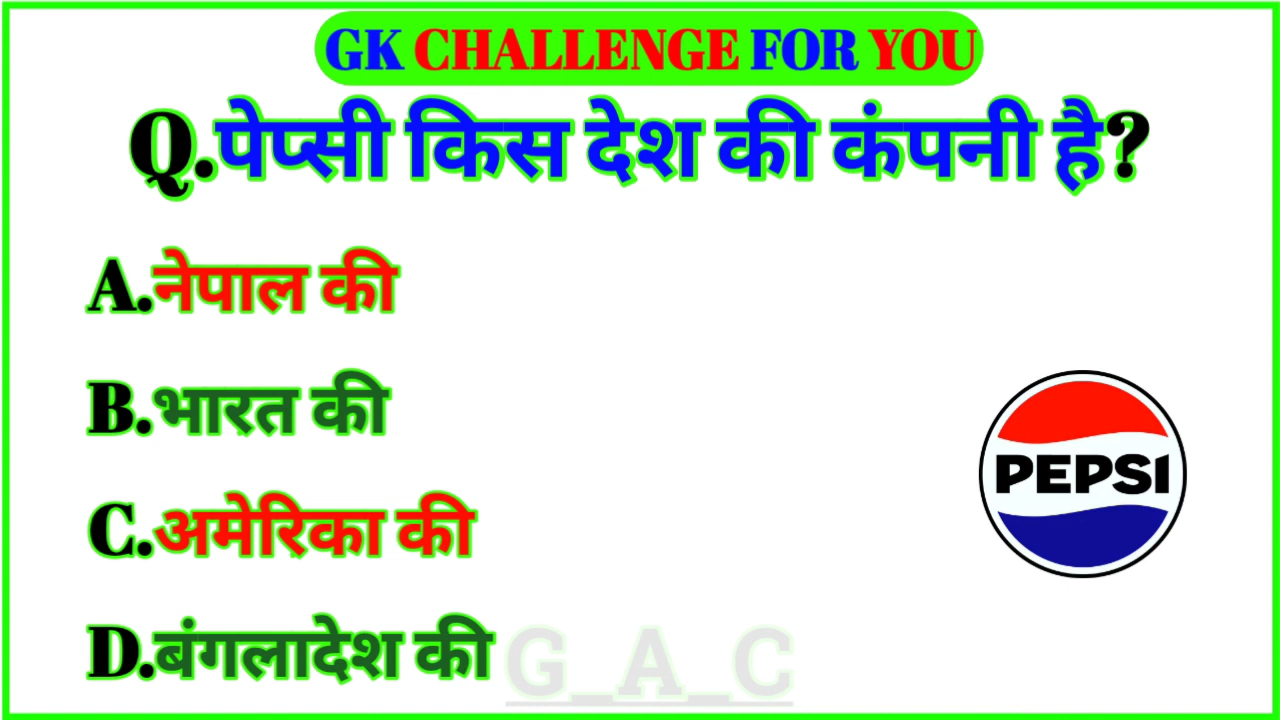 GK CHALLENGE FOR YOU
Q.पेप्सी किस देश की कंपनी है?
A.नेपाल की
B.भारत की
C.अमेरिका की
PEPSI
D.बंगलादेश की
G_A_C